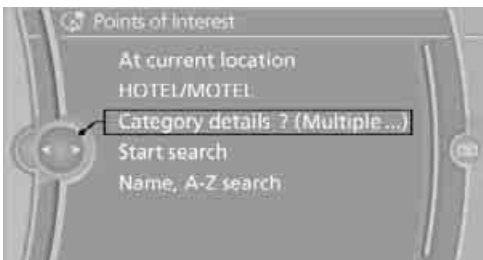 Points of Interest
At current location
HOTEL/MOTEL
Category details ? (Multiple ...)
Start search
Name, A-Z search